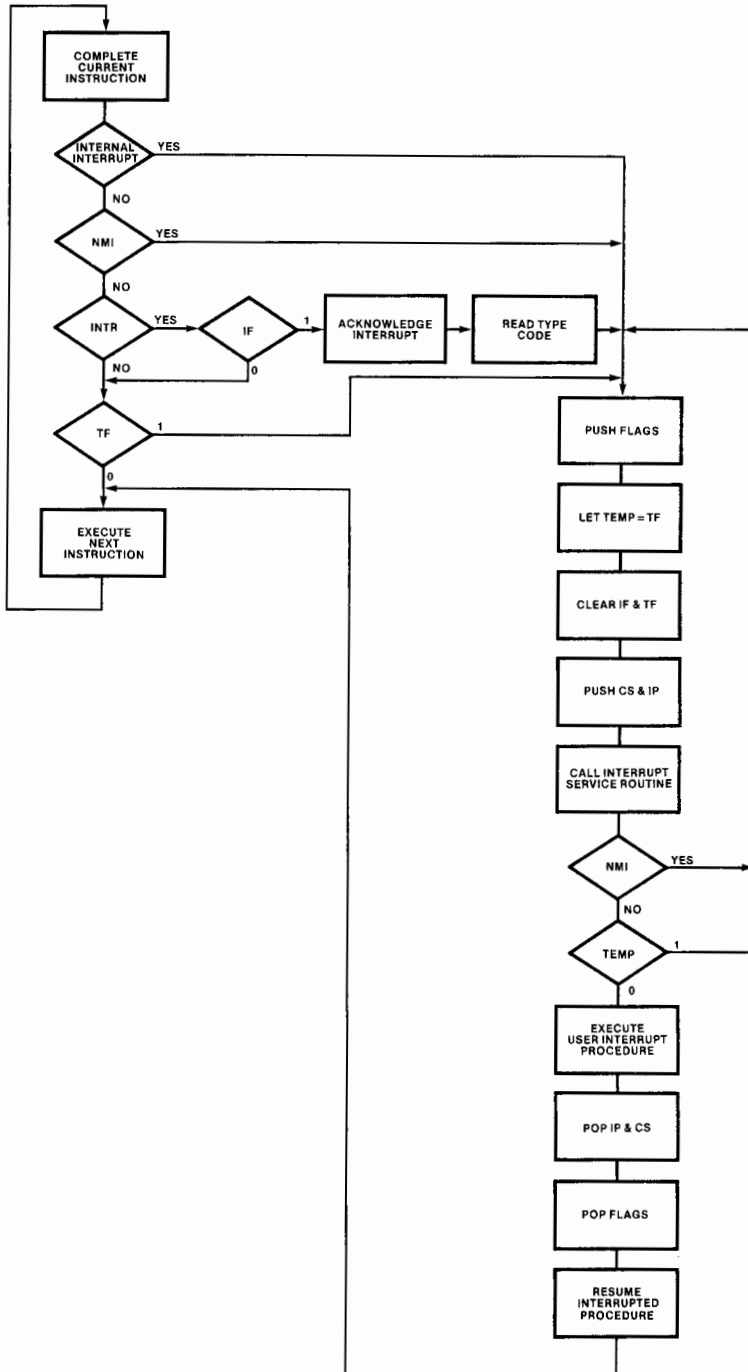 COMPLETE
CURRENT
INSTRUCTION
INTERNAL
INTERRUPT
YES
NO
NMI
YES
NO
INTR
YES
IF
1
ACKNOWLEDGE
INTERRUPT
READ TYPE
CODE
NO
0
TF
1
0
EXECUTE
NEXT
INSTRUCTION
PUSH FLAGS
LET TEMP = TF
CLEAR IF & TF
PUSH CS & IP
CALL INTERRUPT
SERVICE ROUTINE
NMI
YES
NO
TEMP
1
0
EXECUTE
USER INTERRUPT
PROCEDURE
POP IP & CS
POP FLAGS
RESUME
INTERRUPTED
PROCEDURE